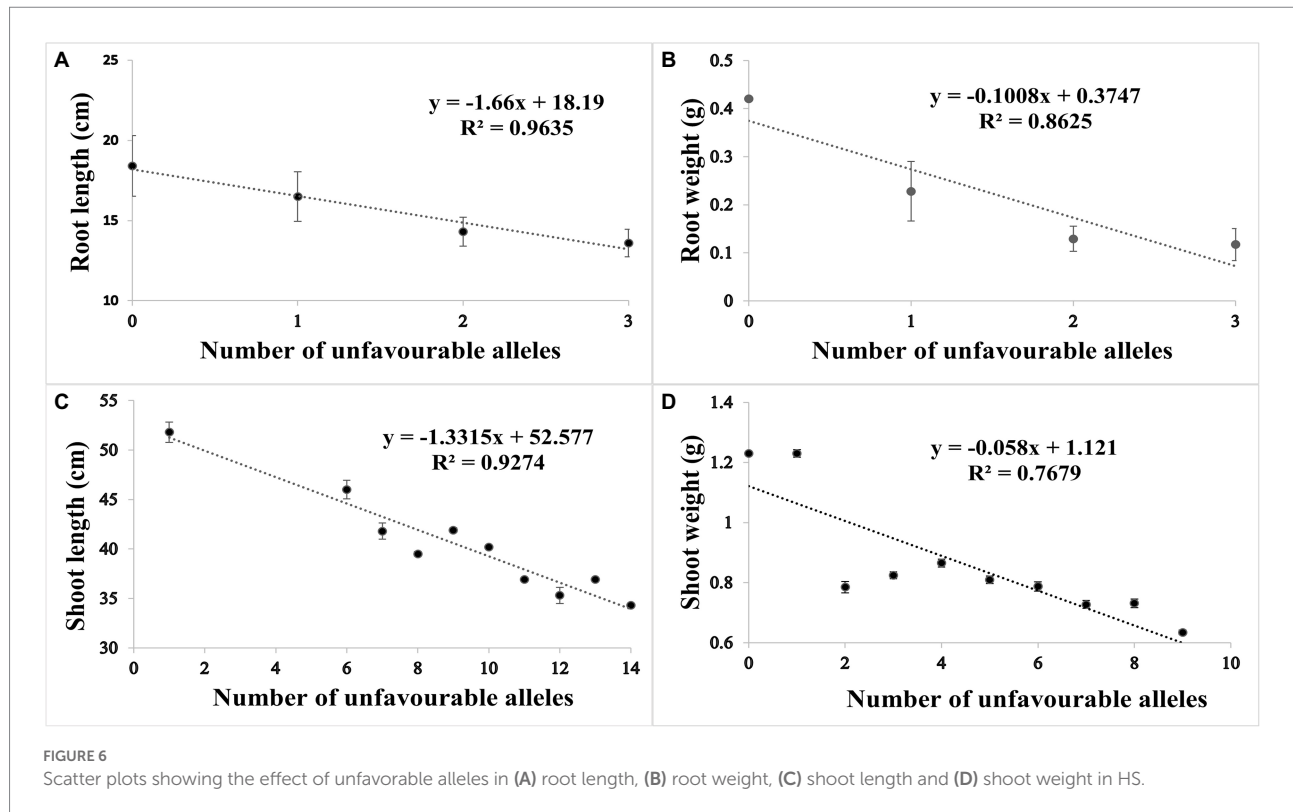 A
Root length (cm)
25
20
15
10
y = -1.66x + 18.19
R² = 0.9635
0 1 2 3
Number of unfavourable alleles
B
Root weight (g)
0.5
0.4
0.3
0.2
0.1
0
y = -0.1008x + 0.3747
R² = 0.8625
0 1 2 3
Number of unfavourable alleles
C
Shoot length (cm)
55
50
45
40
35
30
y = -1.3315x + 52.577
R² = 0.9274
0 2 4 6 8 10 12 14
Number of unfavourable alleles
D
Shoot weight (g)
1.4
1.2
1
0.8
0.6
y = -0.058x + 1.121
R² = 0.7679
0 2 4 6 8 10
Number of unfavourable alleles
FIGURE 6
Scatter plots showing the effect of unfavorable alleles in (A) root length, (B) root weight, (C) shoot length and (D) shoot weight in HS.